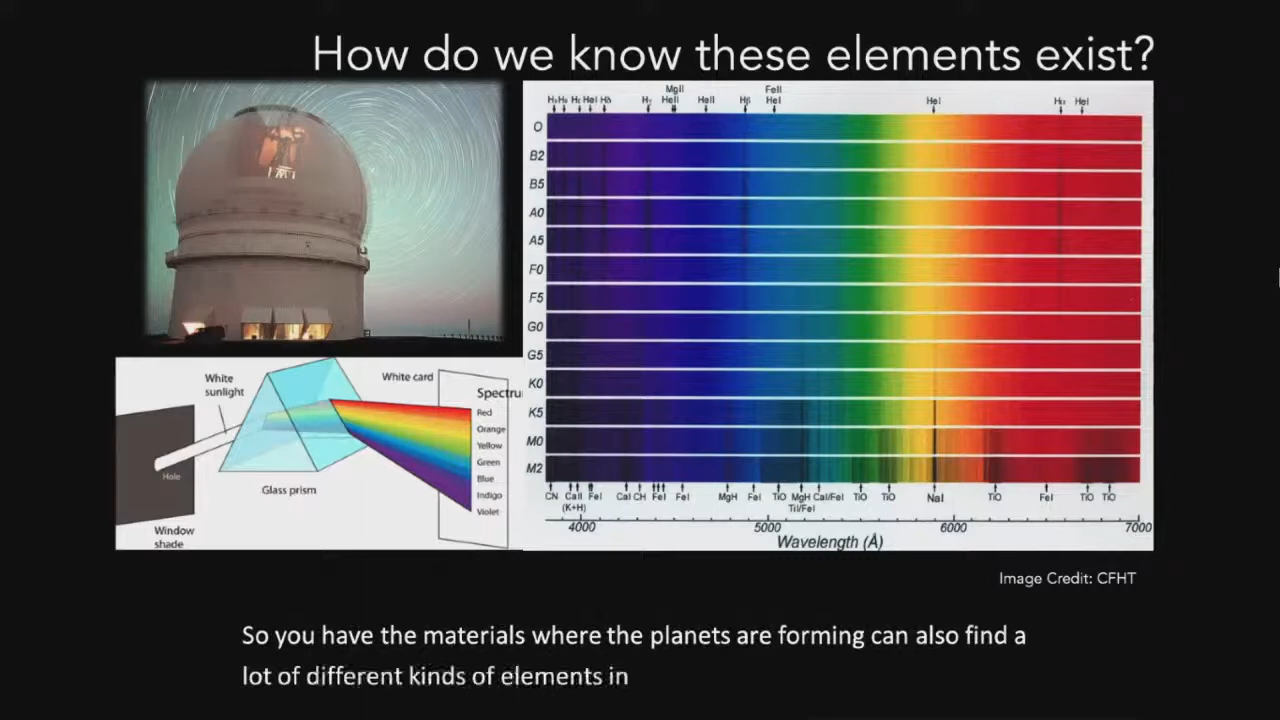 How do we know these elements exist?
MgII
FeII
Hε HeI Hδ
Hγ
HeII
HeII
Hβ
HeI
HeI
Hα
HeI
O
B2
B5
A0
A5
F0
F5
G0
G5
K0
K5
M0
M2
CN
CaII
FeI
CaI
CH
FeI
FeI
MgH
FeI
TiO
MgH
CaI/FeI
TiO
TiO
NaI
TiO
FeI
TiO
TiO
(K+H)
TiI/FeI
4000
5000
6000
7000
Wavelength (Å)
White
sunlight
White card
Spectru
Red
Orange
Yellow
Green
Blue
Indigo
Violet
Hole
Glass prism
Window
shade
Image Credit: CFHT
So you have the materials where the planets are forming can also find a
lot of different kinds of elements in